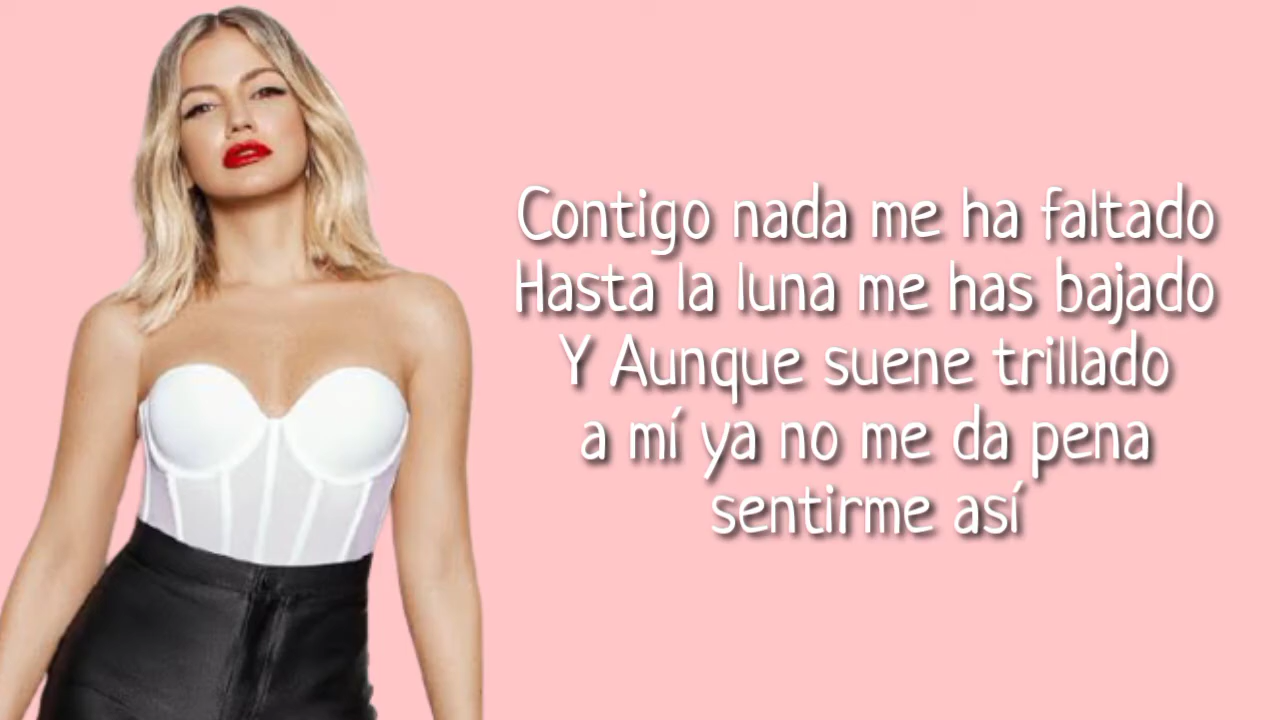 Contigo nada me ha faltado
Hasta la luna me has bajado
Y Aunque suene trillado
a mí ya no me da pena
sentirme así